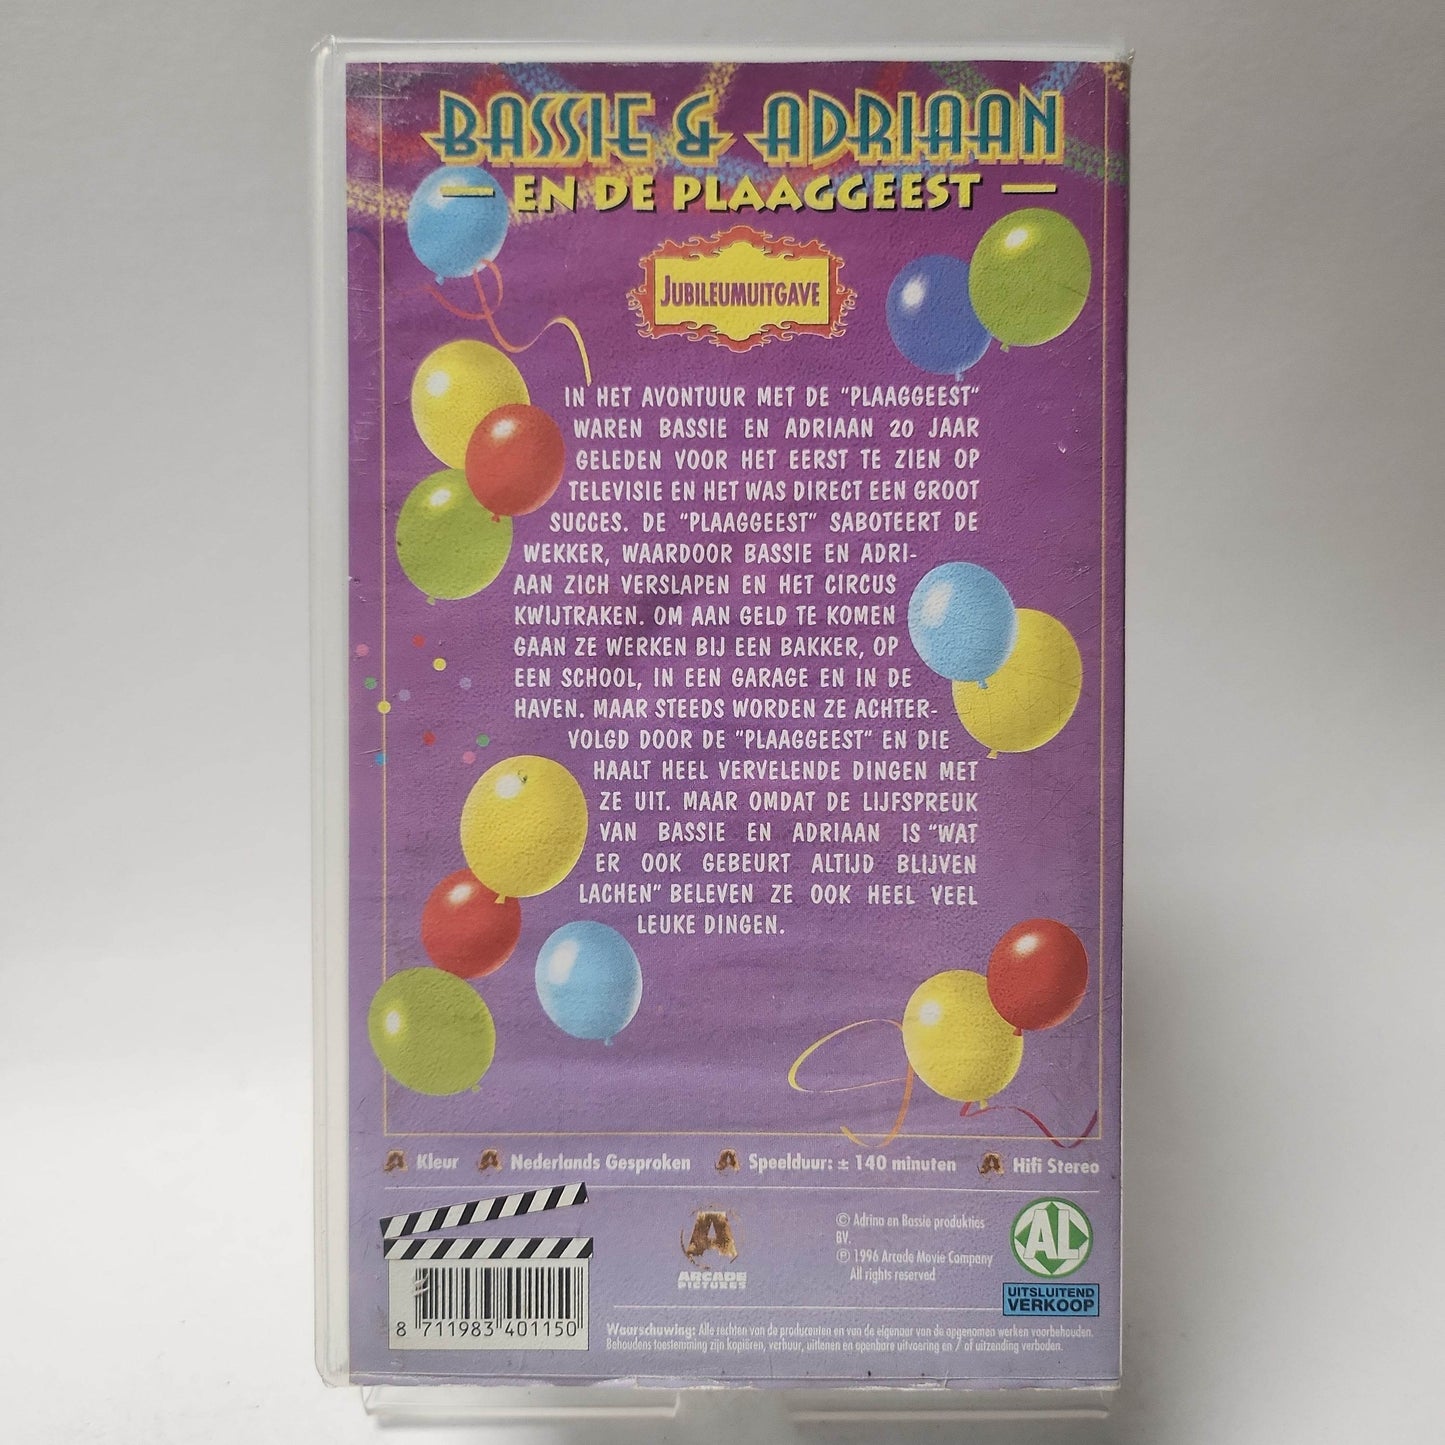 BASSIE & ADRIAAN
— EN DE PLAAGGEEST —
JUBILEUMUITGAVE
IN HET AVONTUUR MET DE "PLAAGGEEST"
WAREN BASSIE EN ADRIAAN 20 JAAR
GELEDEN VOOR HET EERST TE ZIEN OP
TELEVISIE EN HET WAS DIRECT EEN GROOT
SUCCES. DE "PLAAGGEEST" SABOTEERT DE
WEKKER, WAARDOOR BASSIE EN ADRI-
AAN ZICH VERSLAPEN EN HET CIRCUS
KWIJTRAKEN. OM AAN GELD TE KOMEN
GAAN ZE WERKEN BIJ EEN BAKKER, OP
EEN SCHOOL, IN EEN GARAGE EN IN DE
HAVEN. MAAR STEEDS WORDEN ZE ACHTER-
VOLGD DOOR DE "PLAAGGEEST" EN DIE
HAALT HEEL VERVELENDE DINGEN MET
ZE UIT. MAAR OMDAT DE LIJFSPREUK
VAN BASSIE EN ADRIAAN IS "WAT
ER OOK GEBEURT ALTIJD BLIJVEN
LACHEN" BELEVEN ZE OOK HEEL VEEL
LEUKE DINGEN.
Kleur Nederlands Gesproken Speelduur: ± 140 minuten Hifi Stereo
A
ARCADE
PICTURES
© Adrina en Bassie produkties
BV.
℗ 1996 Arcade Movie Company
All rights reserved
AL
UITSLUITEND
VERKOOP
8 711983 401150
Waarschuwing: Alle rechten van de producenten en van de eigenaar van de opgenomen werken voorbehouden.
Behoudens toestemming zijn kopiëren, verhuur, uitlenen en openbare uitvoering en / of uitzending verboden.